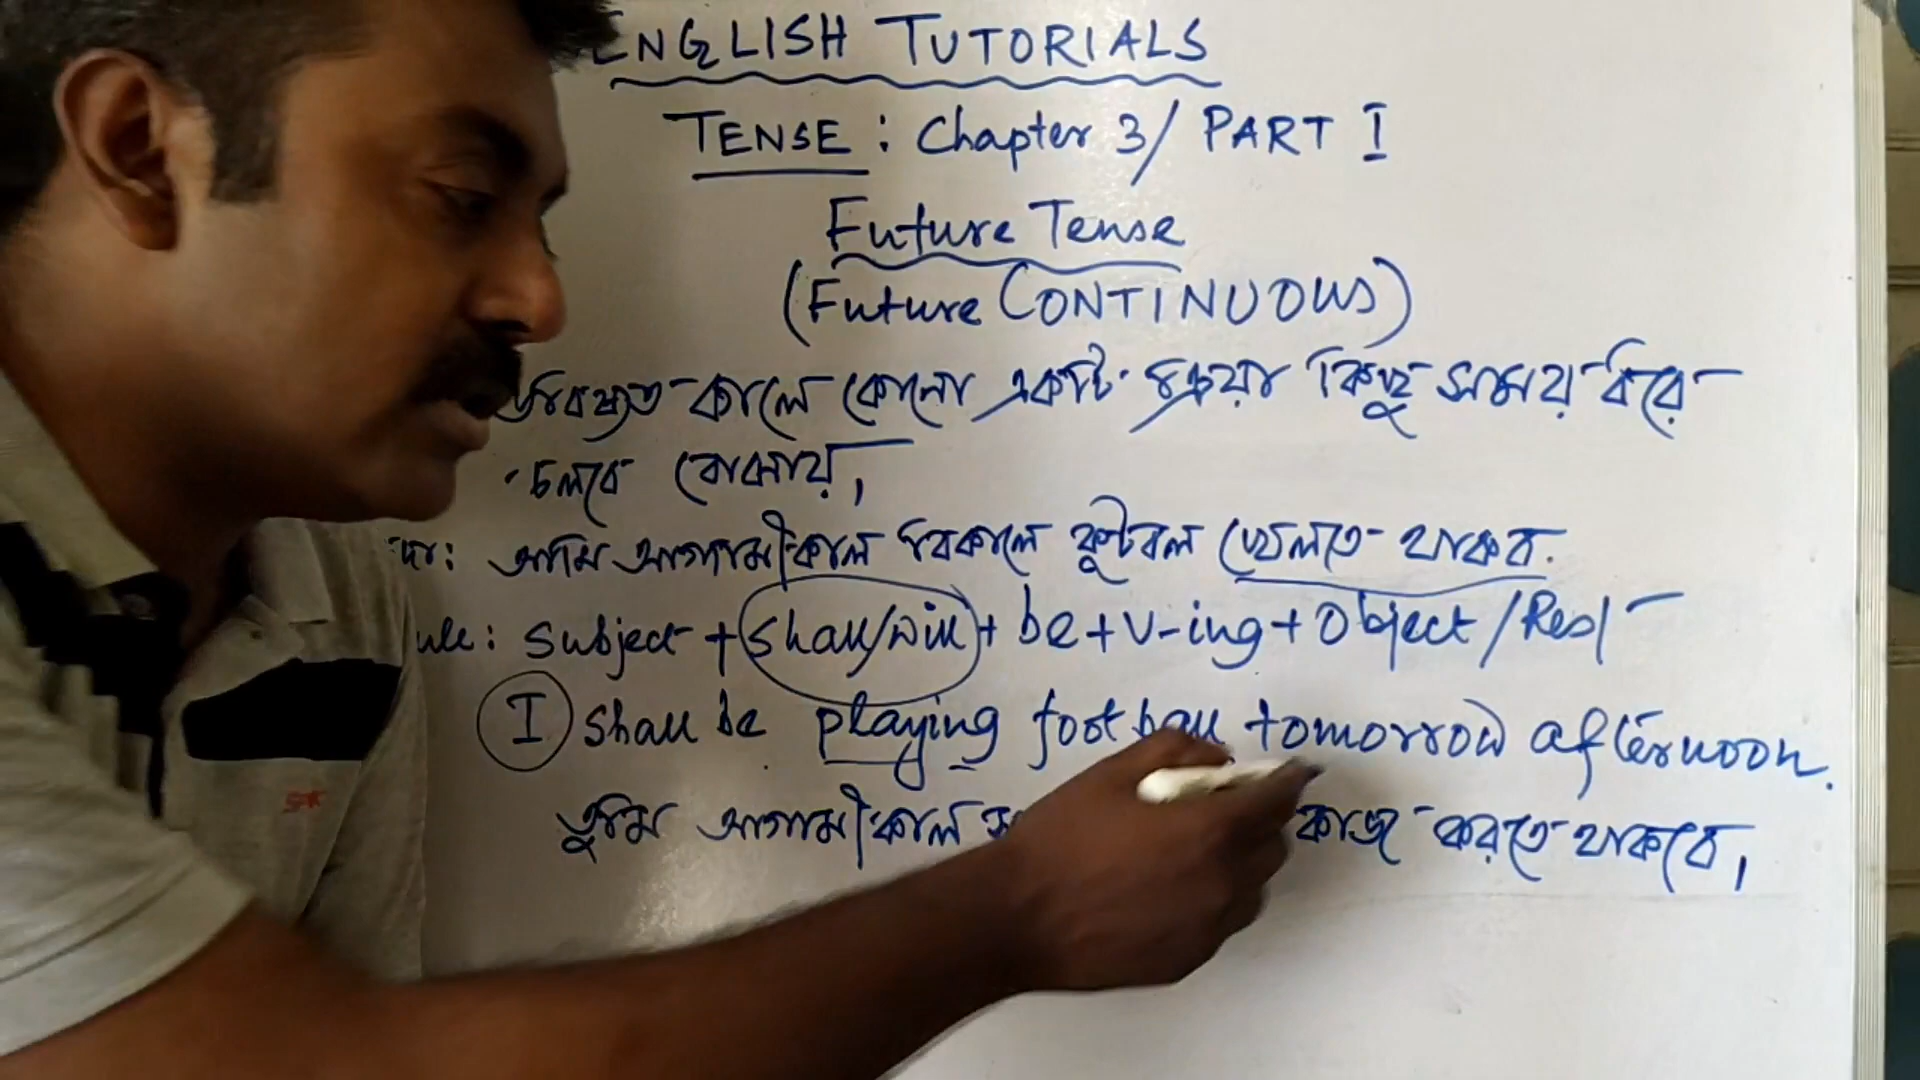 ENGLISH TUTORIALS
TENSE : Chapter 3/ PART I
Future Tense
(Future CONTINUOUS)
ভবিষ্যত কালে কোনো একটি ক্রিয়া কিছু সময় ধরে
চলবে বোঝায়।
আমি আগামীকাল বিকালে ফুটবল খেলতে থাকব.
Subject + Shall/will + be + V-ing + Object /Rest
I shall be playing football tomorrow afternoon.
তুমি আগামীকাল কাজ করতে থাকবে।